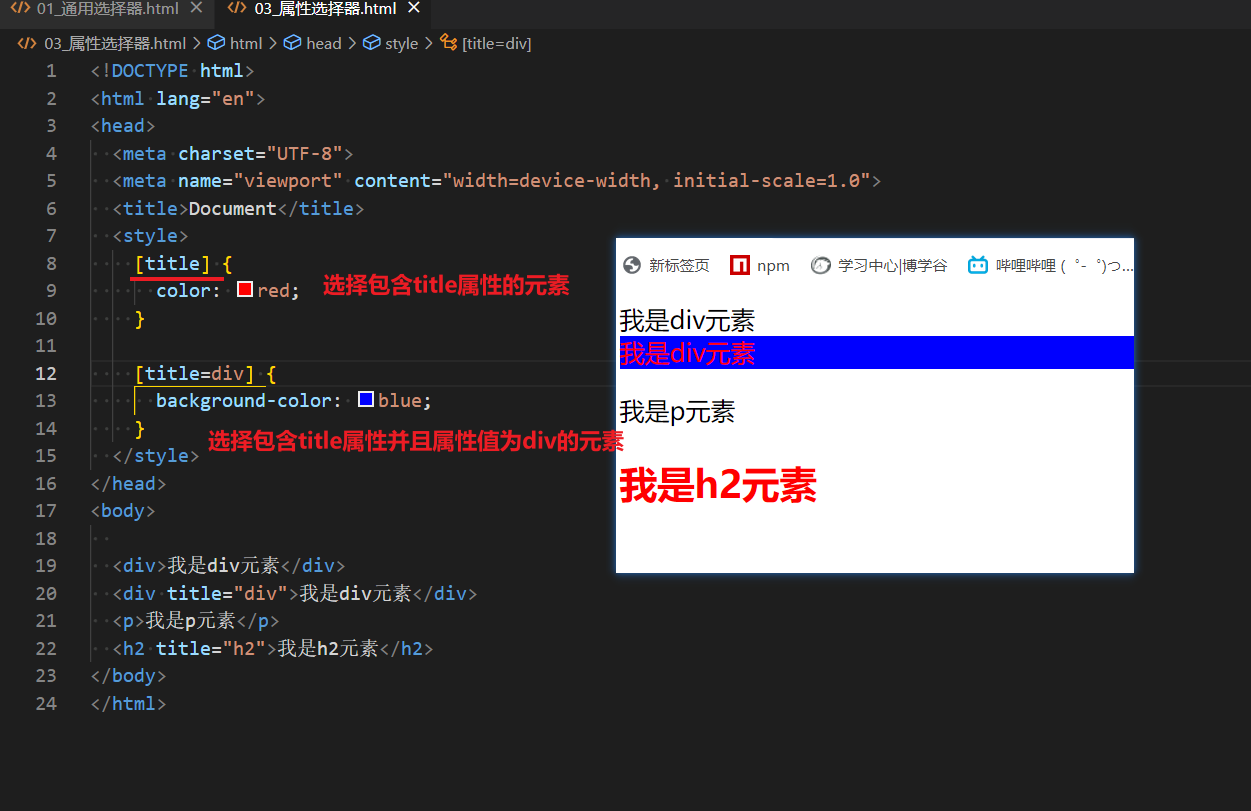 01_通用选择器.html
03_属性选择器.html
03_属性选择器.html > html > head > style > [title=div]
1 <!DOCTYPE html>
2 <html lang="en">
3 <head>
4 <meta charset="UTF-8">
5 <meta name="viewport" content="width=device-width, initial-scale=1.0">
6 <title>Document</title>
7 <style>
8 [title] {
9 color: red;
选择包含title属性的元素
10 }
11
12 [title=div] {
13 background-color: blue;
14 }
选择包含title属性并且属性值为div的元素
15 </style>
16 </head>
17 <body>
18
19 <div>我是div元素</div>
20 <div title="div">我是div元素</div>
21 <p>我是p元素</p>
22 <h2 title="h2">我是h2元素</h2>
23 </body>
24 </html>
新标签页
npm
学习中心|博学谷
哔哩哔哩 ( ゜- ゜)つ...
我是div元素
我是div元素
我是p元素
我是h2元素